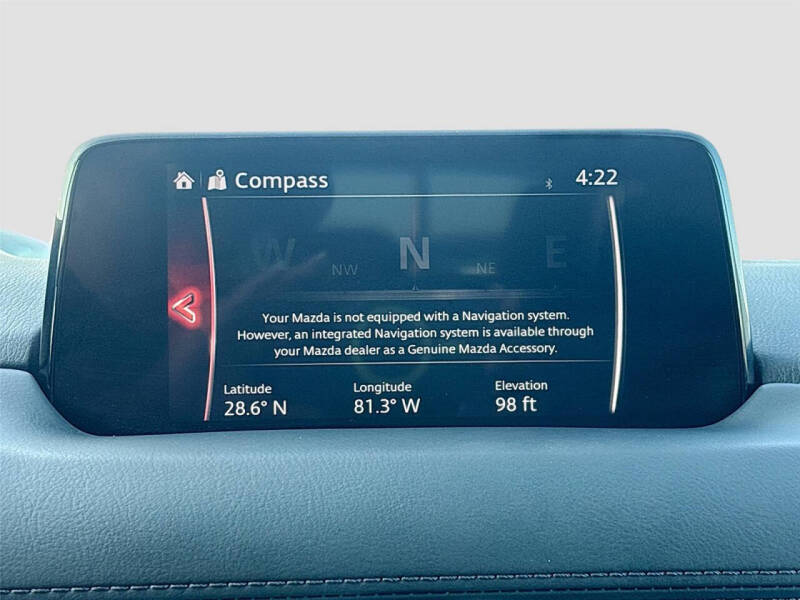 Compass 4:22
W NW N NE E
Your Mazda is not equipped with a Navigation system.
However, an integrated Navigation system is available through
your Mazda dealer as a Genuine Mazda Accessory.
Latitude Longitude Elevation
28.6° N 81.3° W 98 ft